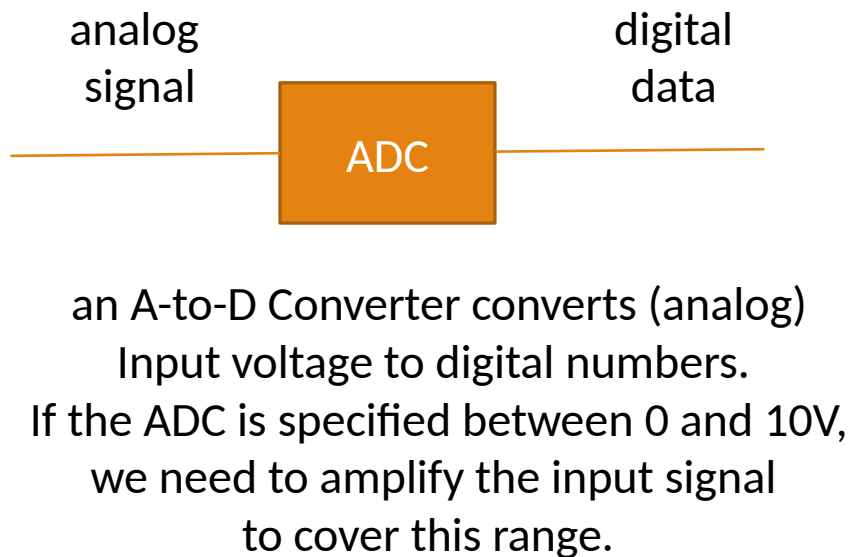 analog
signal
digital
data
ADC
an A-to-D Converter converts (analog)
Input voltage to digital numbers.
If the ADC is specified between 0 and 10V,
we need to amplify the input signal
to cover this range.